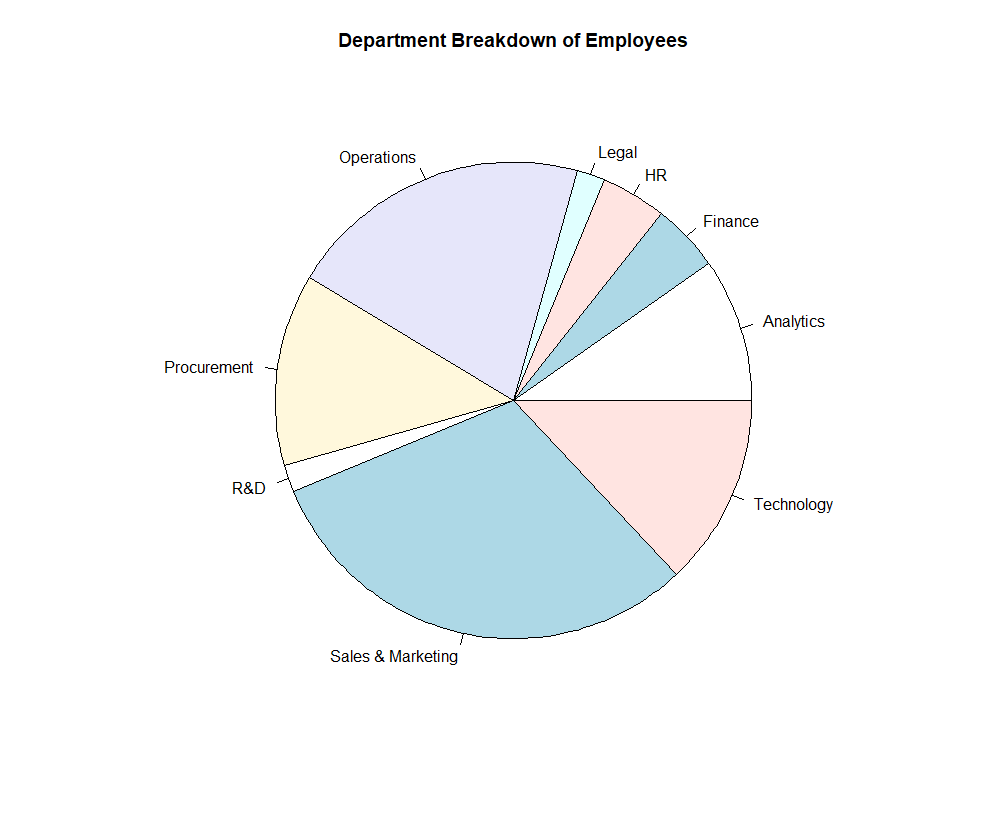 Department Breakdown of Employees
Legal
Operations
HR
Finance
Analytics
Procurement
R&D
Technology
Sales & Marketing